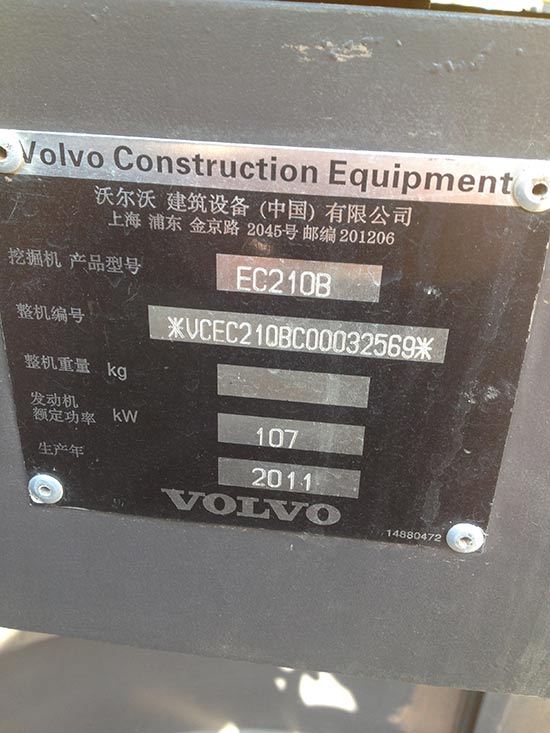 Volvo Construction Equipment
沃尔沃 建筑设备 (中国) 有限公司
上海 浦东 金京路 2045号 邮编 201206
挖掘机 产品型号 EC210B
整机编号 *VCEC210BC00032569*
整机重量 kg
发动机
额定功率 kW 107
生产年 2011
VOLVO
14880472